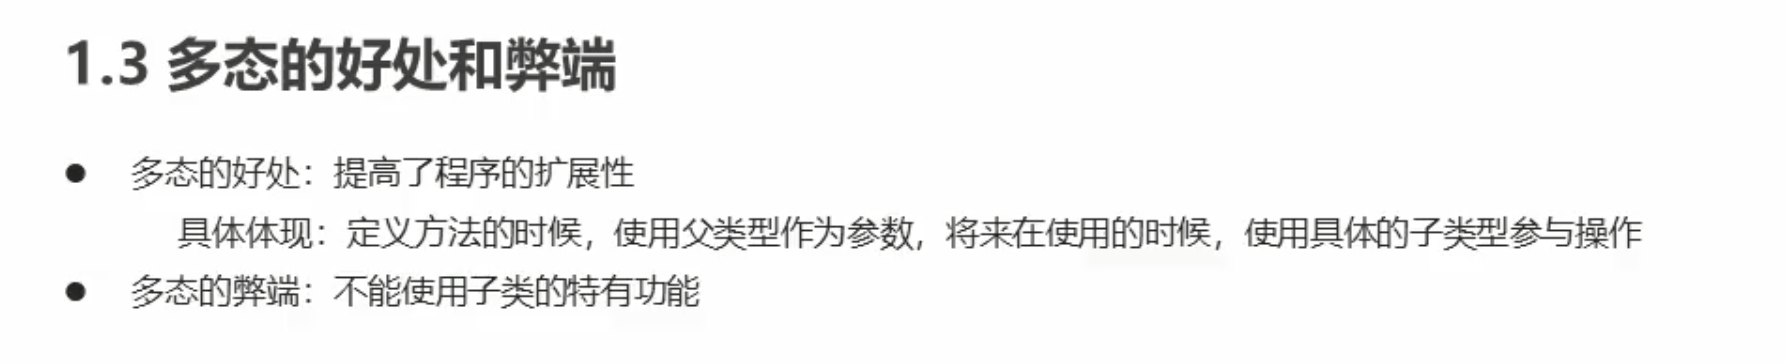 1.3 多态的好处和弊端
● 多态的好处：提高了程序的扩展性
具体体现：定义方法的时候，使用父类型作为参数，将来在使用的时候，使用具体的子类型参与操作
● 多态的弊端：不能使用子类的特有功能